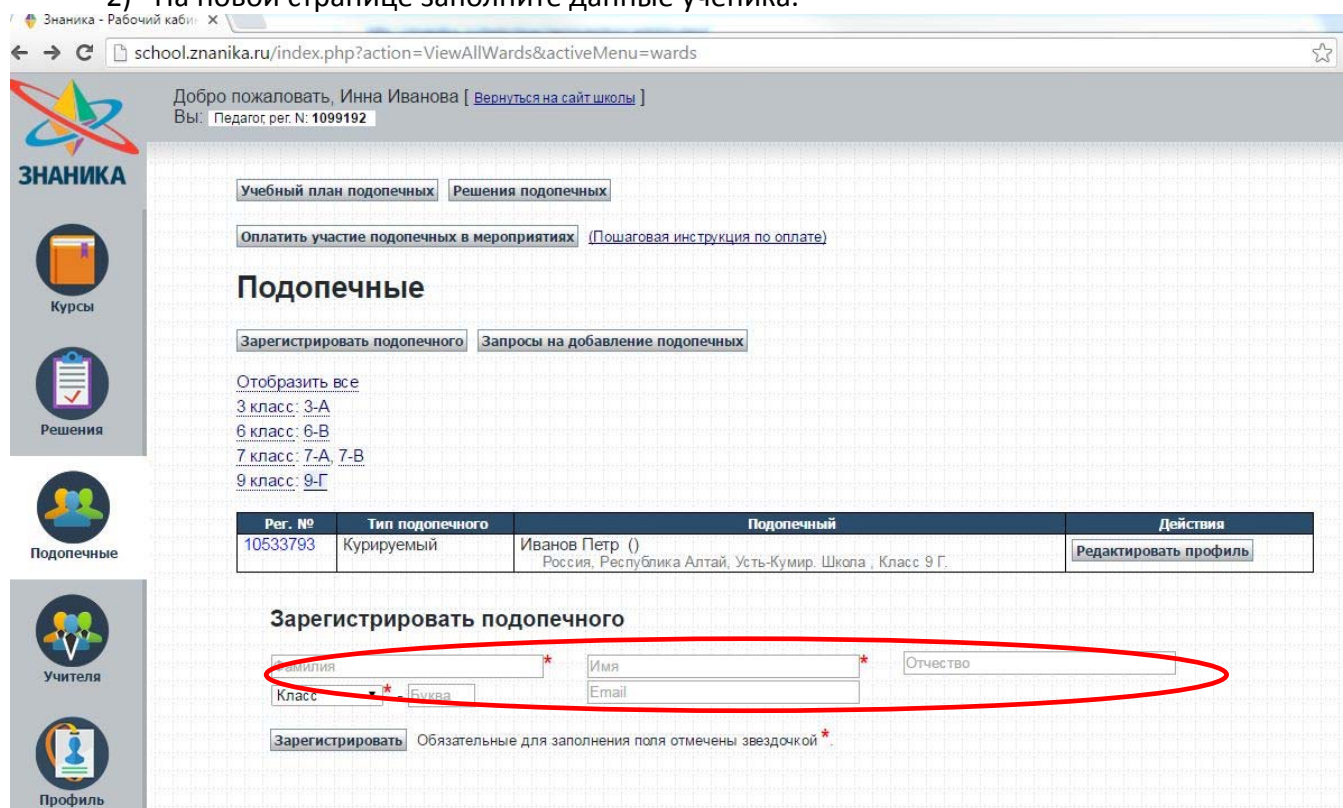 2) На новой странице заполните данные ученика:
Знаника - Рабочий каби
school.znanika.ru/index.php?action=ViewAllWards&activeMenu=wards
Добро пожаловать, Инна Иванова [ Вернуться на сайт школы ]
Вы: Педагог, рег. N: 1099192
ЗНАНИКА
Учебный план подопечных Решения подопечных
Оплатить участие подопечных в мероприятиях (Пошаговая инструкция по оплате)
Подопечные
Курсы
Зарегистрировать подопечного Запросы на добавление подопечных
Отобразить все
3 класс: 3-А
6 класс: 6-В
Решения
7 класс: 7-А, 7-В
9 класс: 9-Г
Рег. № Тип подопечного Подопечный Действия
10533793 Курируемый Иванов Петр () Редактировать профиль
Россия, Республика Алтай, Усть-Кумир. Школа , Класс 9 Г.
Подопечные
Зарегистрировать подопечного
Фамилия * Имя * Отчество
Учителя
Класс * - Буква Email
Зарегистрировать Обязательные для заполнения поля отмечены звездочкой *.
Профиль